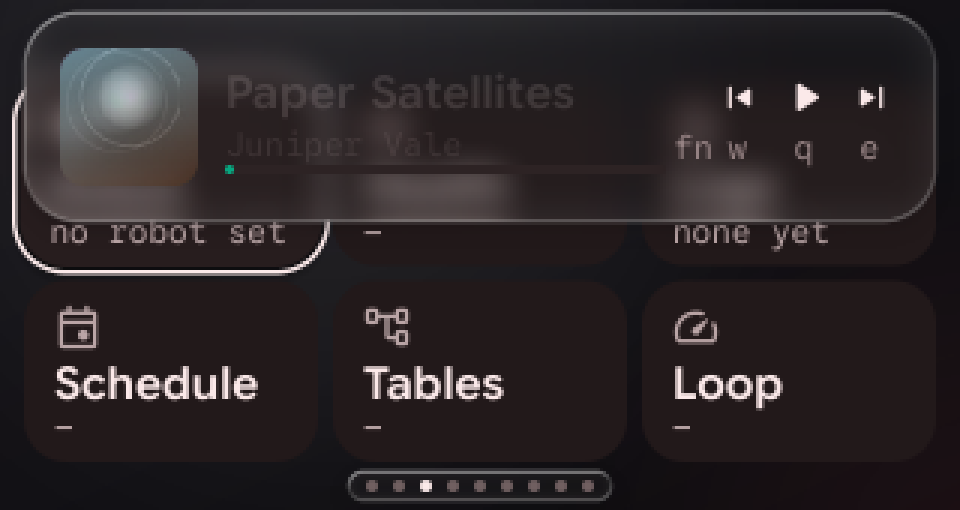 Paper Satellites
Juniper Vale
fn w q e
no robot set
–
none yet
Schedule
Tables
Loop
–
–
–